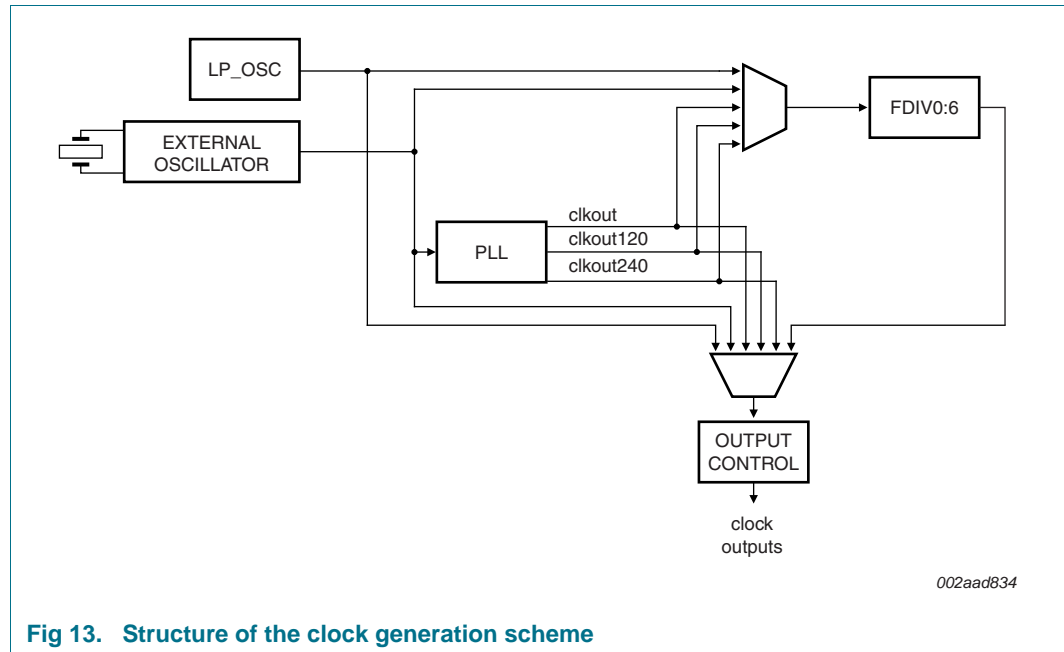 LP_OSC
EXTERNAL
OSCILLATOR
FDIV0:6
PLL
clkout
clkout120
clkout240
OUTPUT
CONTROL
clock
outputs
002aad834
Fig 13. Structure of the clock generation scheme